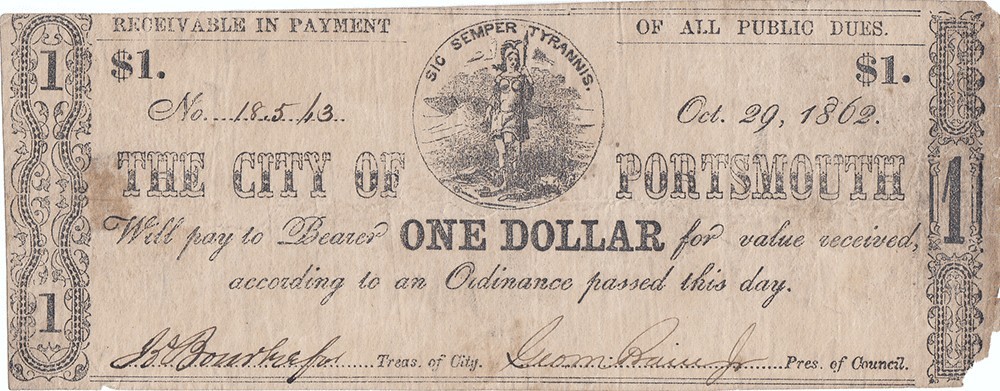 RECEIVABLE IN PAYMENT OF ALL PUBLIC DUES.
SIC SEMPER TYRANNIS.
1 $1. $1.
No. 18543. Oct. 29, 1862.
THE CITY OF PORTSMOUTH
Will pay to Bearer ONE DOLLAR for value received,
1
according to an Ordinance passed this day.
1
Treas. of City. Pres. of Council.